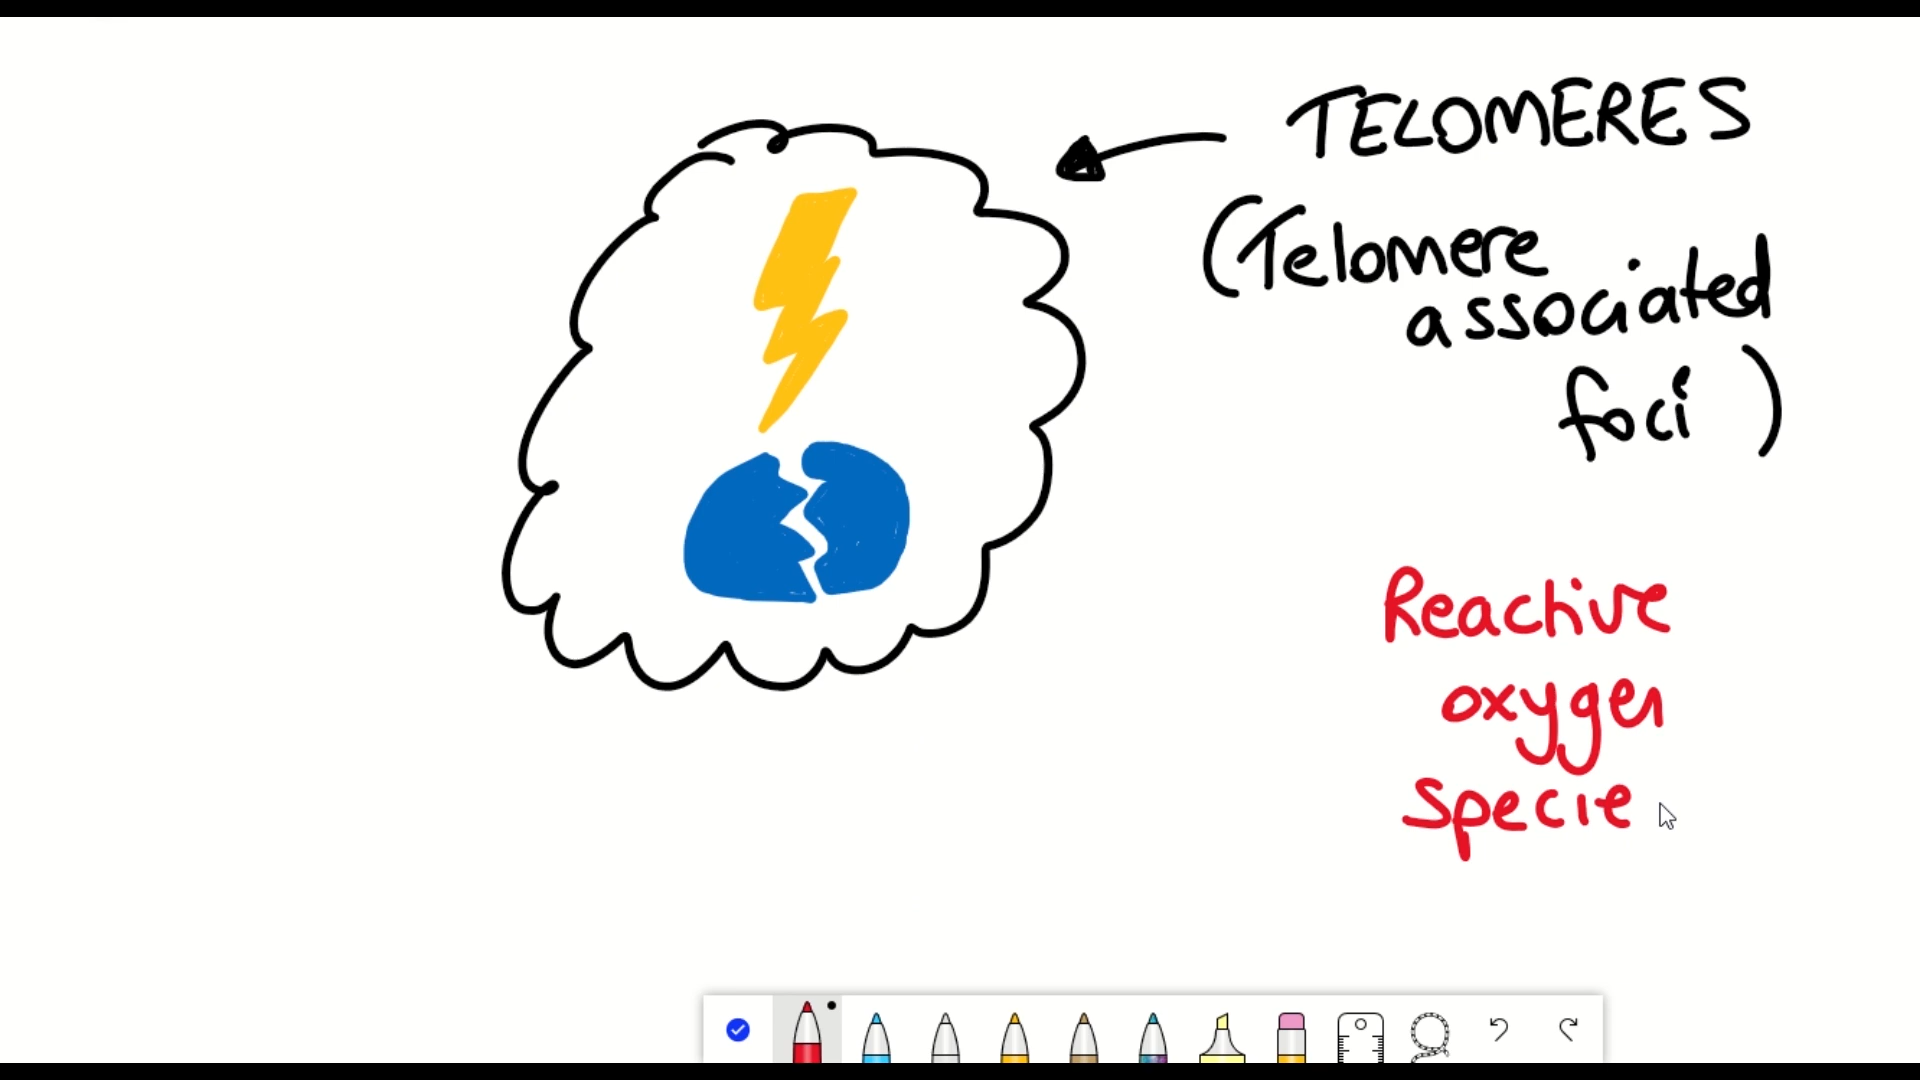 TELOMERES
(Telomere
associated
foci)
Reactive
oxygen
specie